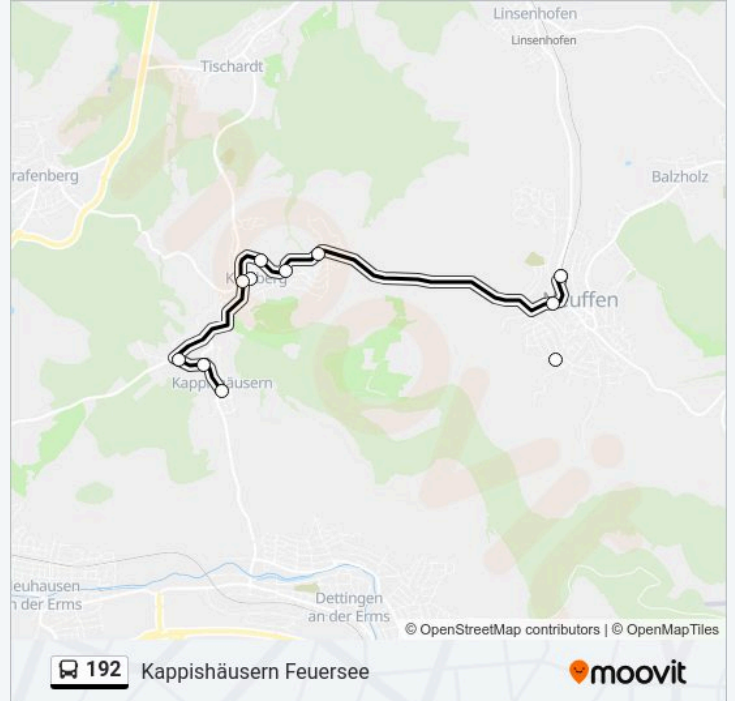 Linsenhofen
Linsenhofen
Tischardt
rafenberg
Balzholz
Kappishäusern
Dettingen
an der Erms
euhausen
n der Erms
© OpenStreetMap contributors | © OpenMapTiles
192 Kappishäusern Feuersee
moovit